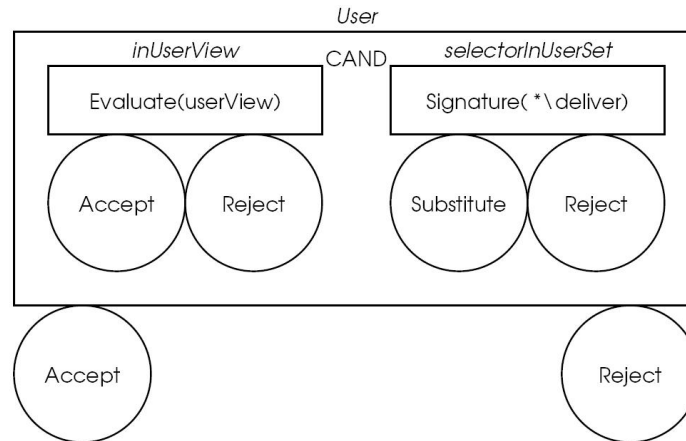 User
inUserView
CAND
selectorInUserSet
Evaluate(userView)
Signature( *\deliver)
Accept
Reject
Substitute
Reject
Accept
Reject